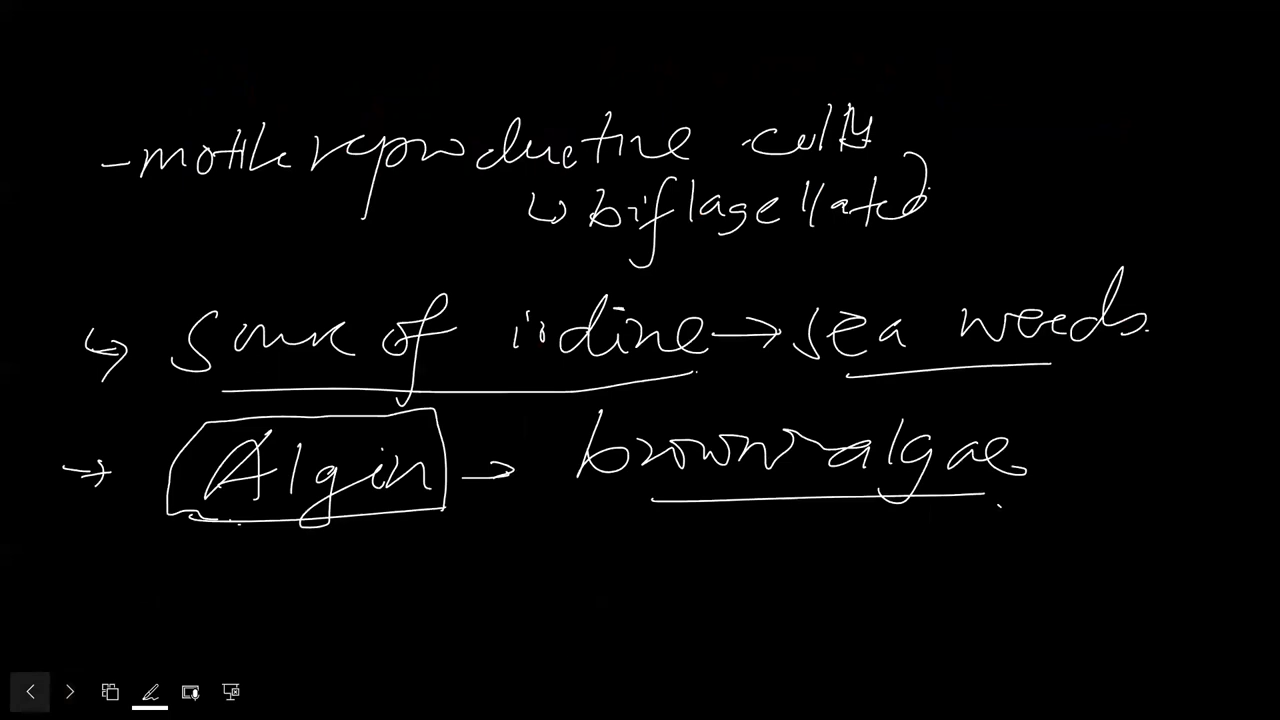 - motile reproductive cells
↳ biflagellated
↳ source of iodine → sea weeds.
→ Algin → brown algae